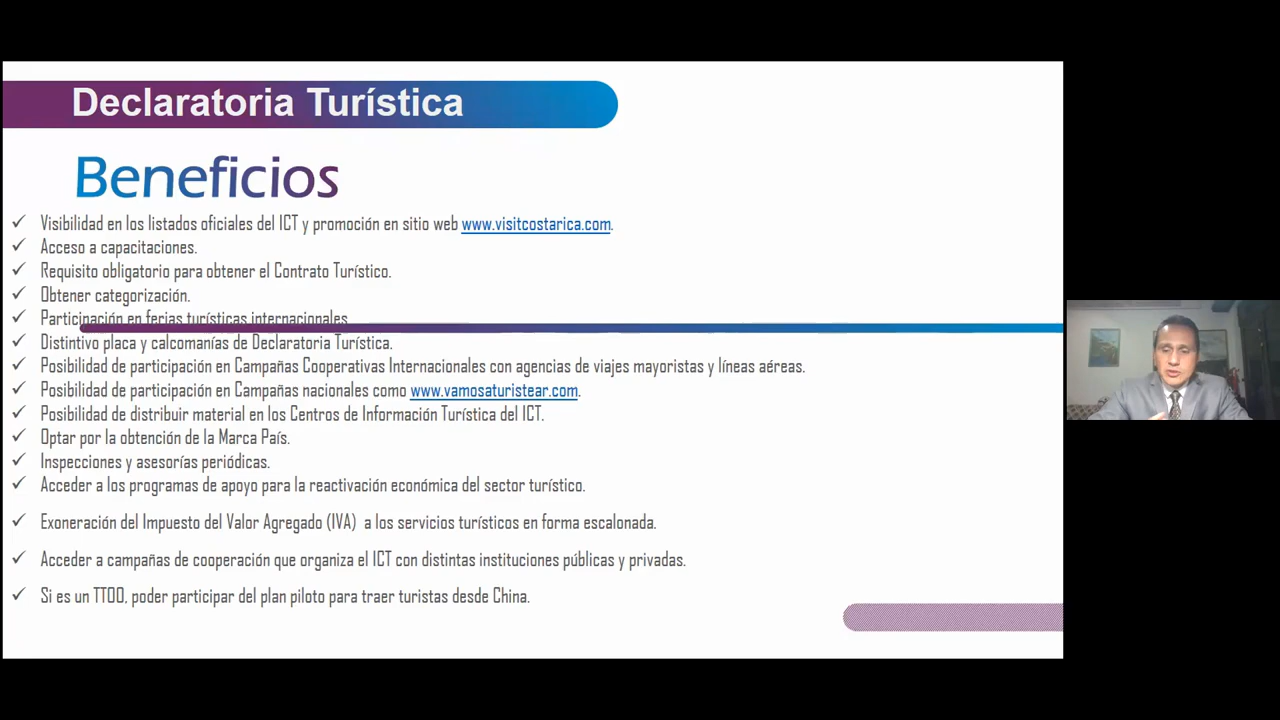 Declaratoria Turística
Beneficios
✓ Visibilidad en los listados oficiales del ICT y promoción en sitio web www.visitcostarica.com.
✓ Acceso a capacitaciones.
✓ Requisito obligatorio para obtener el Contrato Turístico.
✓ Obtener categorización.
✓ Participación en ferias turísticas internacionales
✓ Distintivo placa y calcomanías de Declaratoria Turística.
✓ Posibilidad de participación en Campañas Cooperativas Internacionales con agencias de viajes mayoristas y líneas aéreas.
✓ Posibilidad de participación en Campañas nacionales como www.vamosaturistear.com.
✓ Posibilidad de distribuir material en los Centros de Información Turística del ICT.
✓ Optar por la obtención de la Marca País.
✓ Inspecciones y asesorías periódicas.
✓ Acceder a los programas de apoyo para la reactivación económica del sector turístico.
✓ Exoneración del Impuesto del Valor Agregado (IVA) a los servicios turísticos en forma escalonada.
✓ Acceder a campañas de cooperación que organiza el ICT con distintas instituciones públicas y privadas.
✓ Si es un TTOO, poder participar del plan piloto para traer turistas desde China.